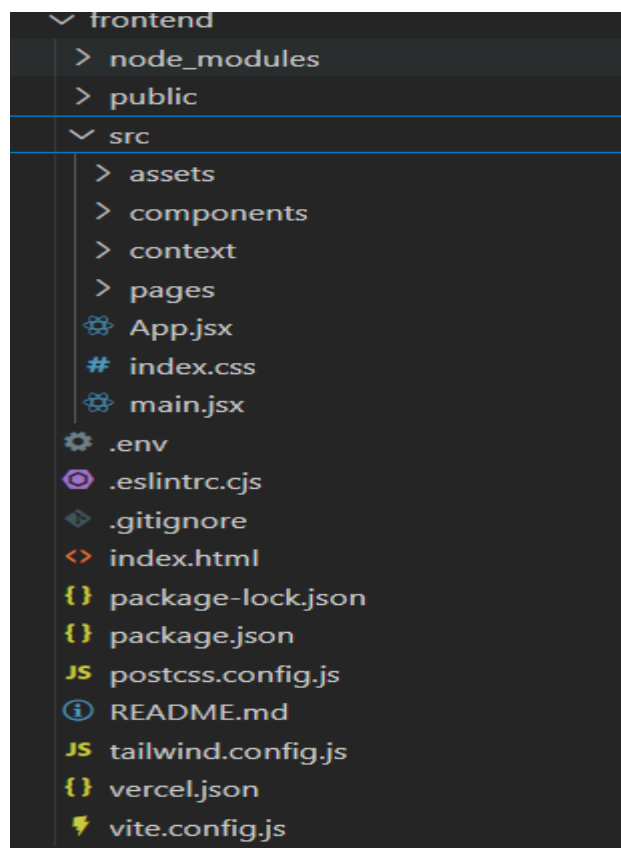 frontend
node_modules
public
src
assets
components
context
pages
App.jsx
# index.css
main.jsx
.env
.eslintrc.cjs
.gitignore
<> index.html
{} package-lock.json
{} package.json
JS postcss.config.js
README.md
JS tailwind.config.js
{} vercel.json
vite.config.js